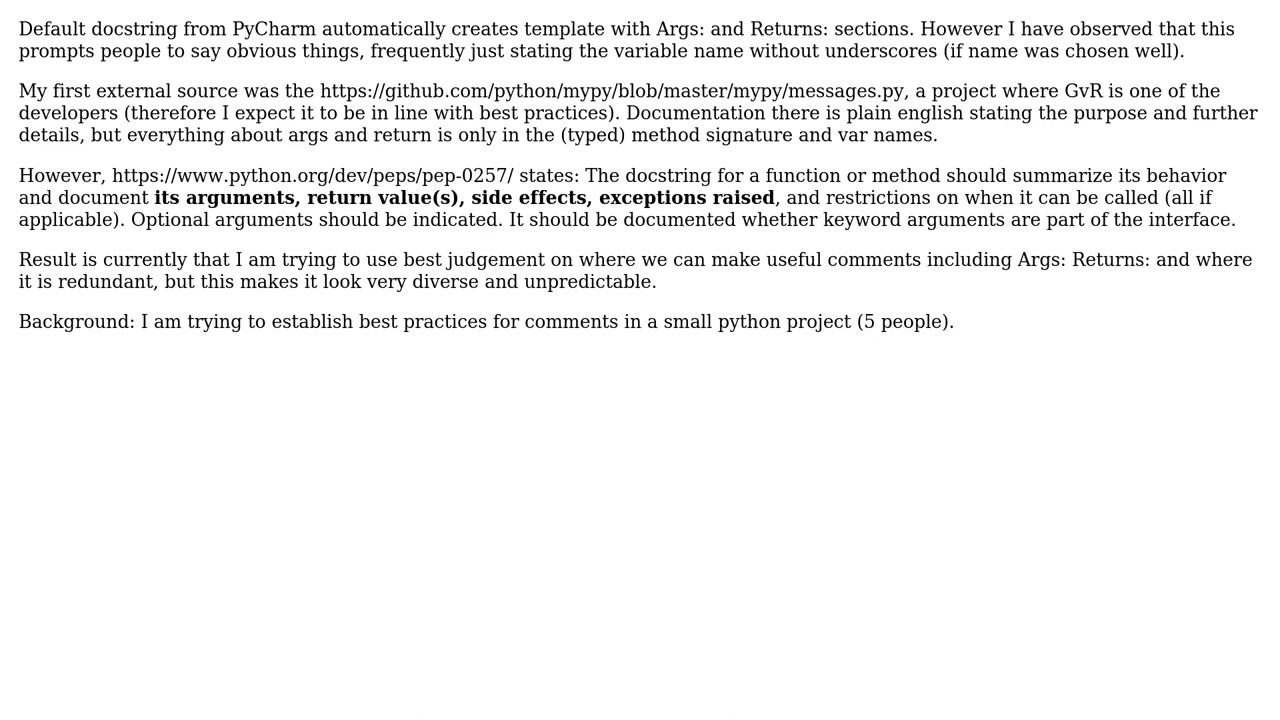 Default docstring from PyCharm automatically creates template with Args: and Returns: sections. However I have observed that this
prompts people to say obvious things, frequently just stating the variable name without underscores (if name was chosen well).
My first external source was the https://github.com/python/mypy/blob/master/mypy/messages.py, a project where GvR is one of the
developers (therefore I expect it to be in line with best practices). Documentation there is plain english stating the purpose and further
details, but everything about args and return is only in the (typed) method signature and var names.
However, https://www.python.org/dev/peps/pep-0257/ states: The docstring for a function or method should summarize its behavior
and document its arguments, return value(s), side effects, exceptions raised, and restrictions on when it can be called (all if
applicable). Optional arguments should be indicated. It should be documented whether keyword arguments are part of the interface.
Result is currently that I am trying to use best judgement on where we can make useful comments including Args: Returns: and where
it is redundant, but this makes it look very diverse and unpredictable.
Background: I am trying to establish best practices for comments in a small python project (5 people).